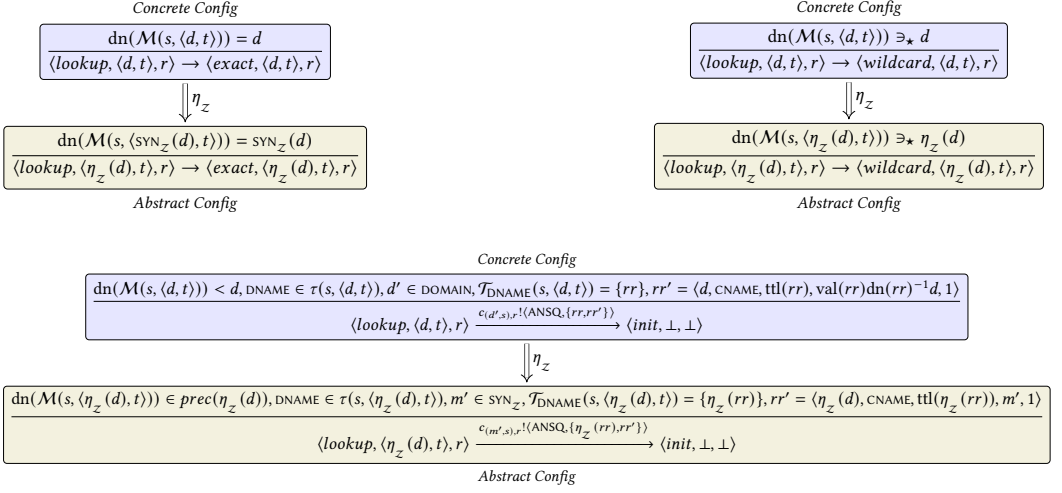 Concrete Config
dn(ℳ(s, ⟨d, t⟩)) = d
⟨lookup, ⟨d, t⟩, r⟩ → ⟨exact, ⟨d, t⟩, r⟩
η_𝒵
dn(ℳ(s, ⟨SYN_𝒵(d), t⟩)) = SYN_𝒵(d)
⟨lookup, ⟨η_𝒵(d), t⟩, r⟩ → ⟨exact, ⟨η_𝒵(d), t⟩, r⟩
Abstract Config
Concrete Config
dn(ℳ(s, ⟨d, t⟩)) ∋⋆ d
⟨lookup, ⟨d, t⟩, r⟩ → ⟨wildcard, ⟨d, t⟩, r⟩
η_𝒵
dn(ℳ(s, ⟨η_𝒵(d), t⟩)) ∋⋆ η_𝒵(d)
⟨lookup, ⟨η_𝒵(d), t⟩, r⟩ → ⟨wildcard, ⟨η_𝒵(d), t⟩, r⟩
Abstract Config
Concrete Config
dn(ℳ(s, ⟨d, t⟩)) < d, DNAME ∈ τ(s, ⟨d, t⟩), d′ ∈ DOMAIN, 𝒯_DNAME(s, ⟨d, t⟩) = {rr}, rr′ = ⟨d, CNAME, ttl(rr), val(rr)dn(rr)⁻¹d, 1⟩
c_(d′,s),r!⟨ANSQ,{rr,rr′}⟩
⟨lookup, ⟨d, t⟩, r⟩ ⟶ ⟨init, ⊥, ⊥⟩
η_𝒵
dn(ℳ(s, ⟨η_𝒵(d), t⟩)) ∈ prec(η_𝒵(d)), DNAME ∈ τ(s, ⟨η_𝒵(d), t⟩), m′ ∈ SYN_𝒵, 𝒯_DNAME(s, ⟨η_𝒵(d), t⟩) = {η_𝒵(rr)}, rr′ = ⟨η_𝒵(d), CNAME, ttl(η_𝒵(rr)), m′, 1⟩
c_(m′,s),r!⟨ANSQ,{η_𝒵(rr),rr′}⟩
⟨lookup, ⟨η_𝒵(d), t⟩, r⟩ ⟶ ⟨init, ⊥, ⊥⟩
Abstract Config